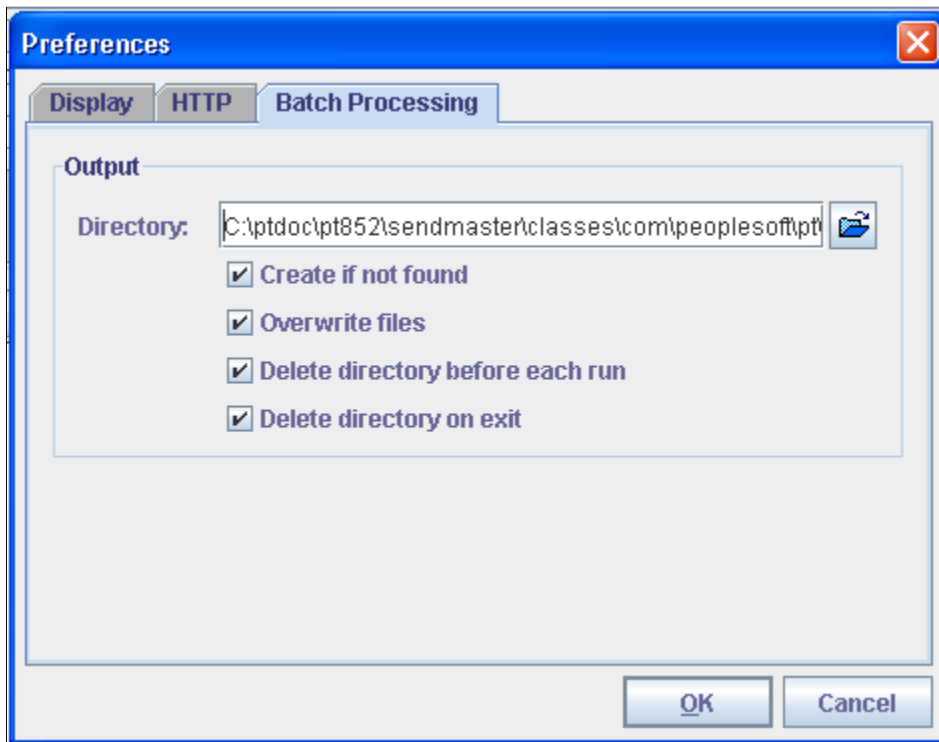 Preferences
Display HTTP Batch Processing
Output
Directory: C:\ptdoc\pt852\sendmaster\classes\com\peoplesoft\pt\
Create if not found
Overwrite files
Delete directory before each run
Delete directory on exit
OK Cancel